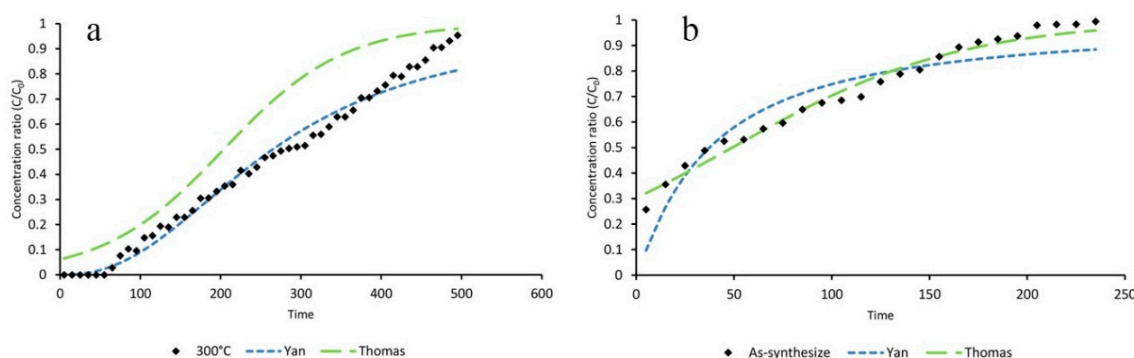 a
1
0.9
0.8
0.7
0.6
0.5
0.4
0.3
0.2
0.1
0
Concentration ratio (C/C₀)
0 100 200 300 400 500 600
Time
300°C Yan Thomas
b
1
0.9
0.8
0.7
0.6
0.5
0.4
0.3
0.2
0.1
0
Concentration ratio (C/C₀)
0 50 100 150 200 250
Time
As-synthesize Yan Thomas